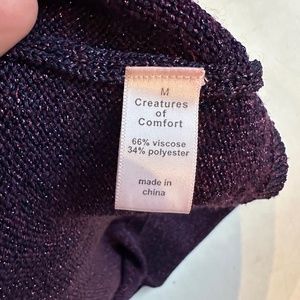 M
Creatures
of
Comfort
66% viscose
34% polyester
made in
china